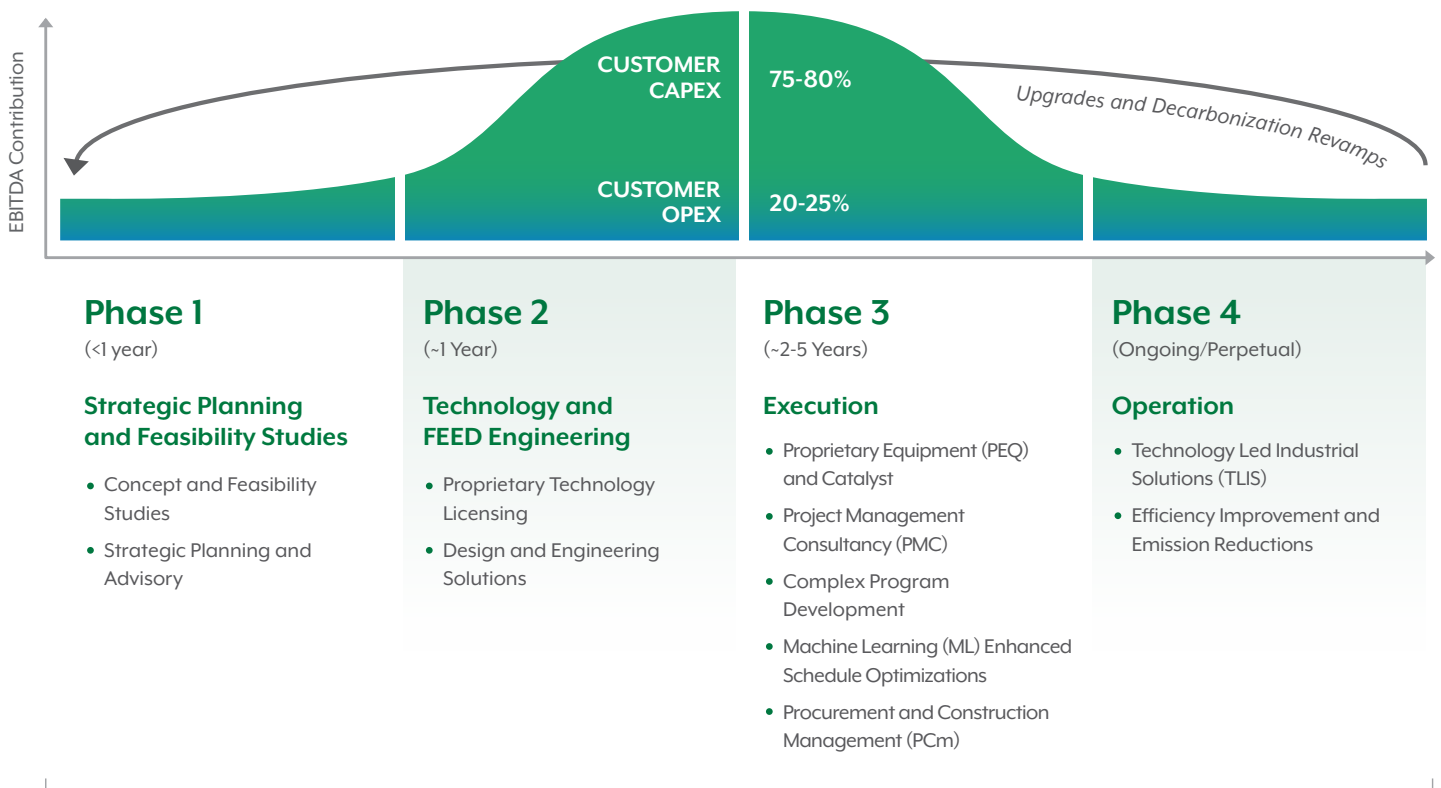 EBITDA Contribution
CUSTOMER
CAPEX
75-80%
Upgrades and Decarbonization Revamps
CUSTOMER
OPEX
20-25%
Phase 1
(<1 year)
Strategic Planning
and Feasibility Studies
• Concept and Feasibility
Studies
• Strategic Planning and
Advisory
Phase 2
(~1 Year)
Technology and
FEED Engineering
• Proprietary Technology
Licensing
• Design and Engineering
Solutions
Phase 3
(~2-5 Years)
Execution
• Proprietary Equipment (PEQ)
and Catalyst
• Project Management
Consultancy (PMC)
• Complex Program
Development
• Machine Learning (ML) Enhanced
Schedule Optimizations
• Procurement and Construction
Management (PCm)
Phase 4
(Ongoing/Perpetual)
Operation
• Technology Led Industrial
Solutions (TLIS)
• Efficiency Improvement and
Emission Reductions